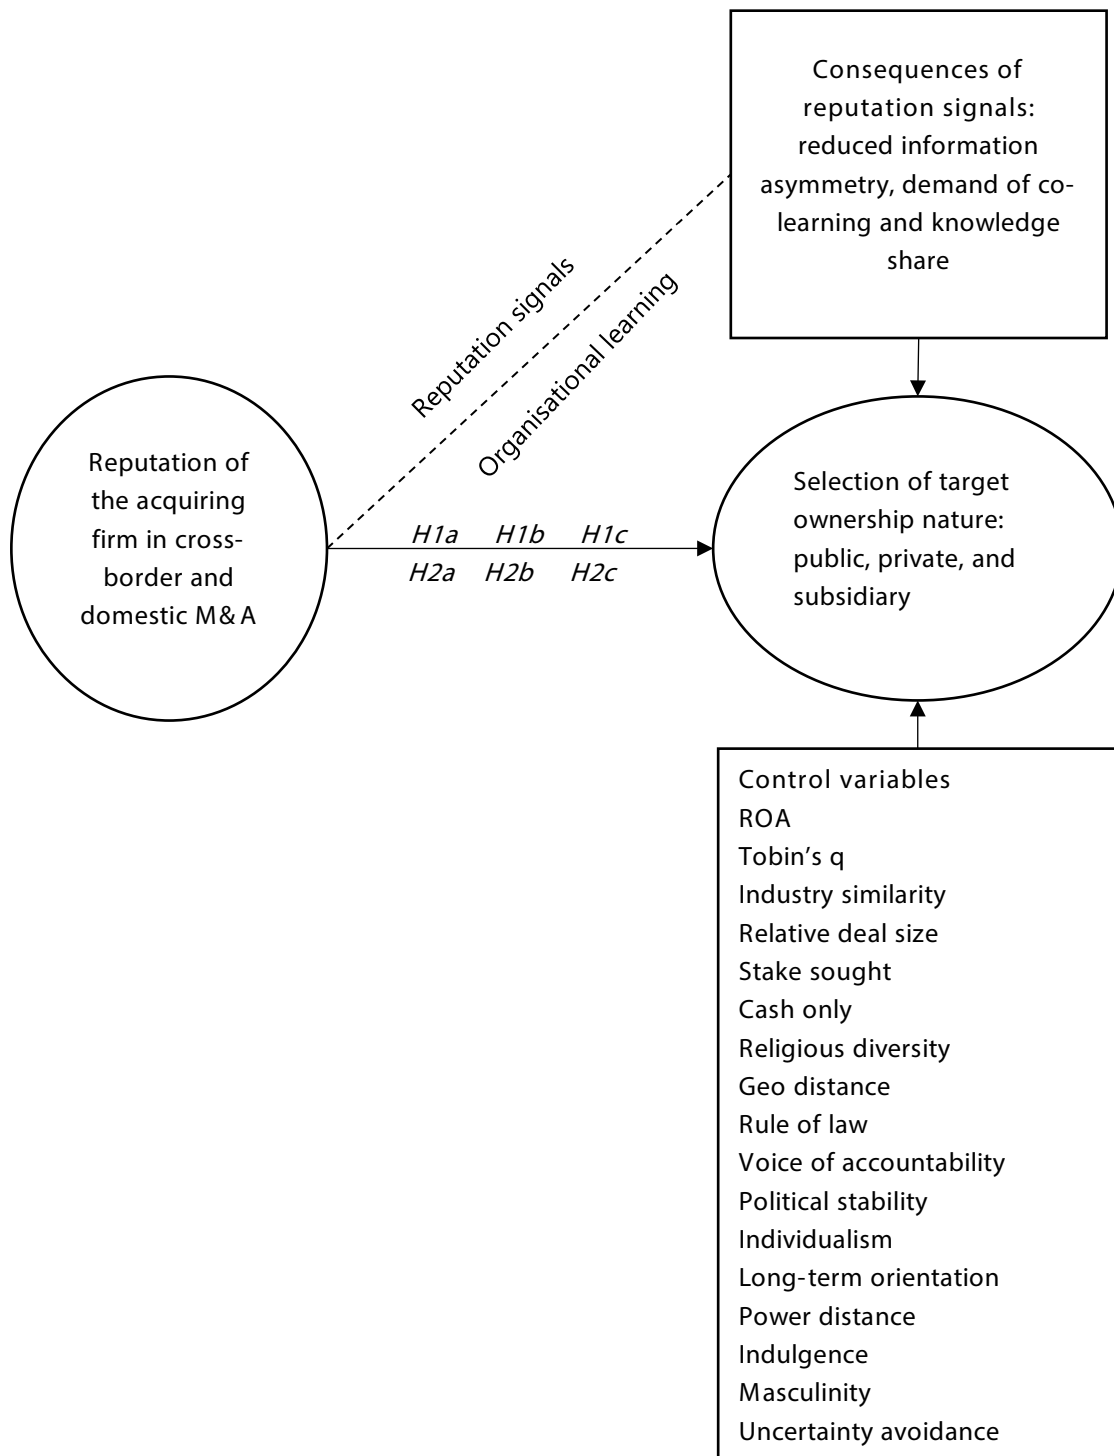 Consequences of
reputation signals:
reduced information
asymmetry, demand of co-
learning and knowledge
share
Reputation signals
Organisational learning
Reputation of
the acquiring
firm in cross-
border and
domestic M&A
H1a H1b H1c
H2a H2b H2c
Selection of target
ownership nature:
public, private, and
subsidiary
Control variables
ROA
Tobin’s q
Industry similarity
Relative deal size
Stake sought
Cash only
Religious diversity
Geo distance
Rule of law
Voice of accountability
Political stability
Individualism
Long-term orientation
Power distance
Indulgence
Masculinity
Uncertainty avoidance